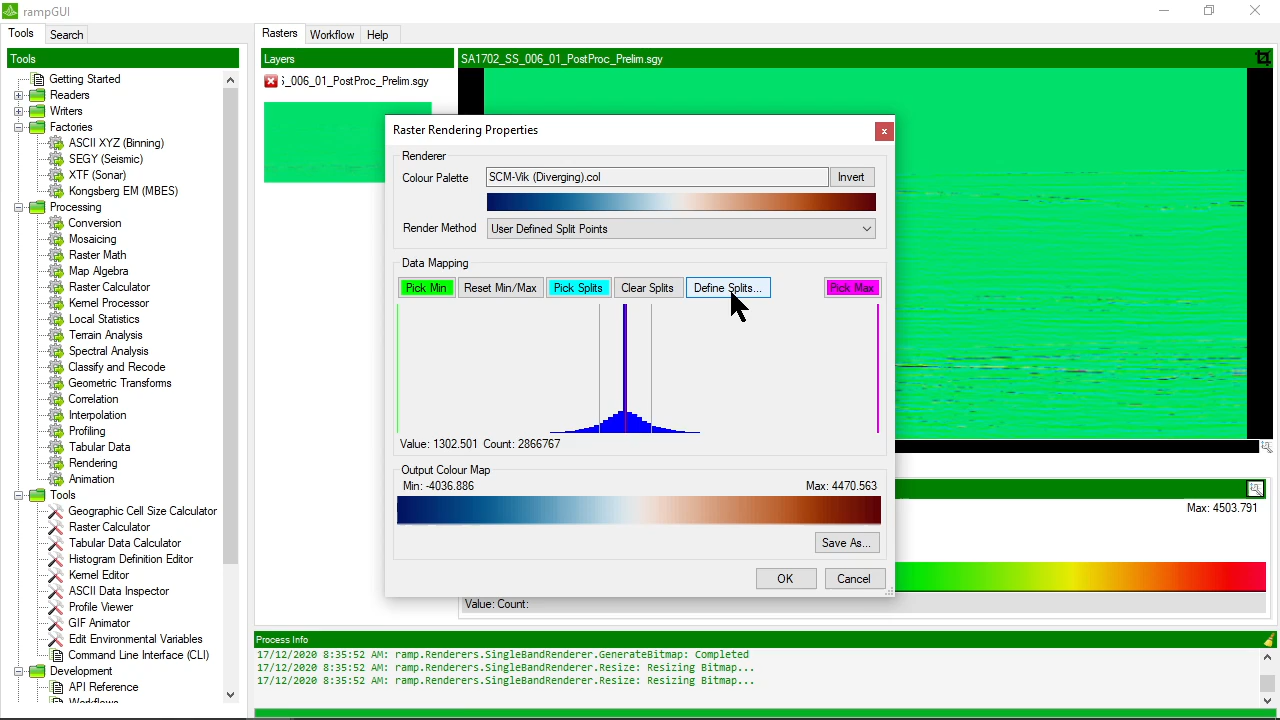 rampGUI
Tools
Search
Rasters
Workflow
Help
Tools
Getting Started
Readers
Writers
Factories
ASCII XYZ (Binning)
SEGY (Seismic)
XTF (Sonar)
Kongsberg EM (MBES)
Processing
Conversion
Mosaicing
Raster Math
Map Algebra
Raster Calculator
Kernel Processor
Local Statistics
Terrain Analysis
Spectral Analysis
Classify and Recode
Geometric Transforms
Correlation
Interpolation
Profiling
Tabular Data
Rendering
Animation
Tools
Geographic Cell Size Calculator
Raster Calculator
Tabular Data Calculator
Histogram Definition Editor
Kernel Editor
ASCII Data Inspector
Profile Viewer
GIF Animator
Edit Environmental Variables
Command Line Interface (CLI)
Development
API Reference
Workflows
Layers
_006_01_PostProc_Prelim.sgy
SA1702_SS_006_01_PostProc_Prelim.sgy
Raster Rendering Properties
Renderer
Colour Palette
SCM-Vik (Diverging).col
Invert
Render Method
User Defined Split Points
Data Mapping
Pick Min
Reset Min/Max
Pick Splits
Clear Splits
Define Splits...
Pick Max
Value: 1302.501 Count: 2866767
Output Colour Map
Min: -4036.886
Max: 4470.563
Save As...
OK
Cancel
Max: 4503.791
Value: Count:
Process Info
17/12/2020 8:35:52 AM: ramp.Renderers.SingleBandRenderer.GenerateBitmap: Completed
17/12/2020 8:35:52 AM: ramp.Renderers.SingleBandRenderer.Resize: Resizing Bitmap...
17/12/2020 8:35:52 AM: ramp.Renderers.SingleBandRenderer.Resize: Resizing Bitmap...